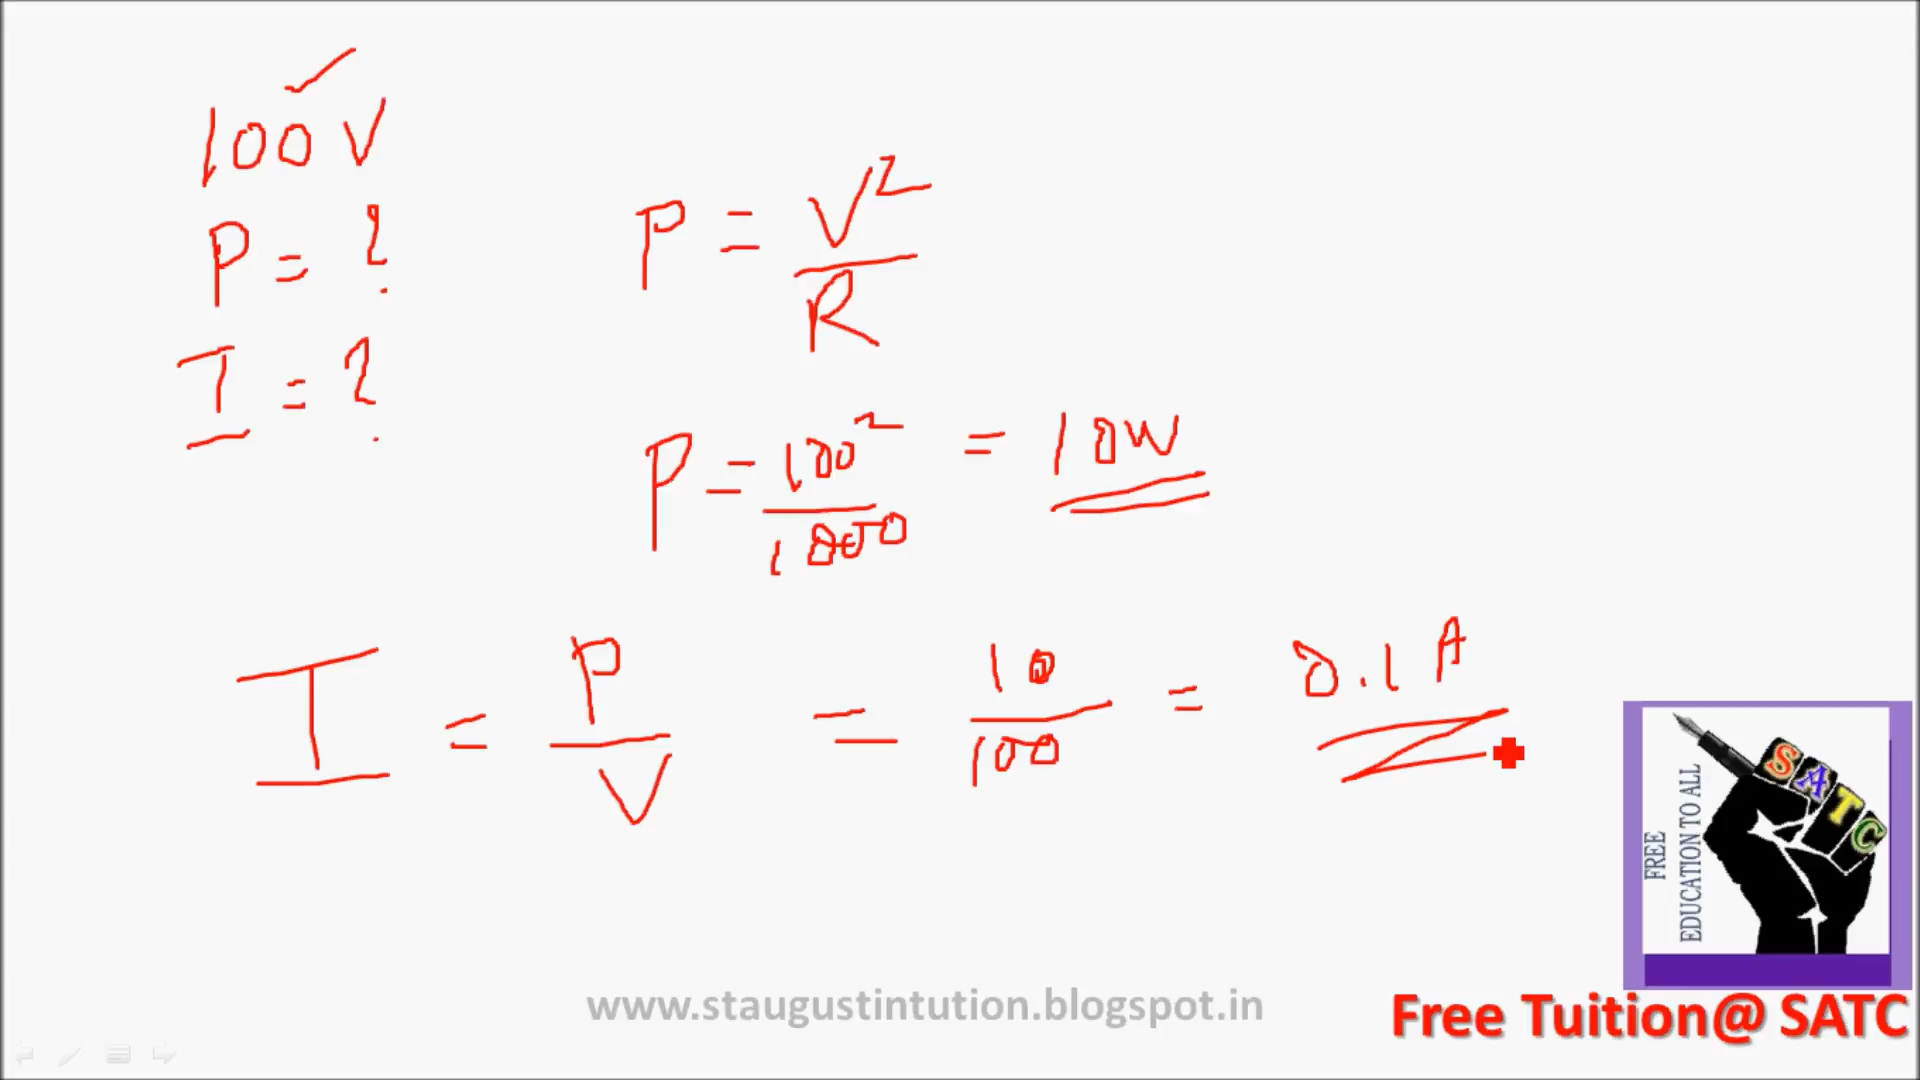 100 V
P = ?
I = ?
P = V²
R
P = 100² = 10W
1000
I = P = 10 = 0.1 A
V 100
FREE
EDUCATION TO ALL
SATC
www.staugustintution.blogspot.in
Free Tuition@ SATC